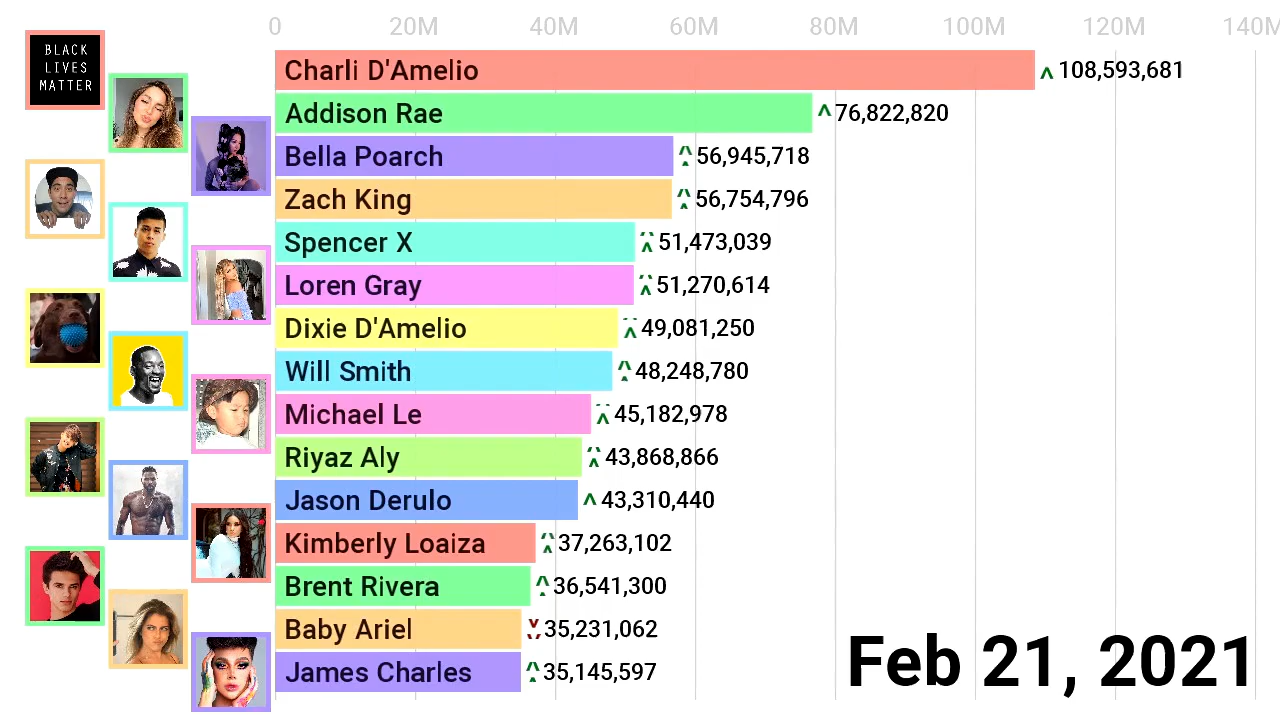 0 20M 40M 60M 80M 100M 120M 140M
BLACK
LIVES
MATTER
Charli D'Amelio 108,593,681
Addison Rae 76,822,820
Bella Poarch 56,945,718
Zach King 56,754,796
Spencer X 51,473,039
Loren Gray 51,270,614
Dixie D'Amelio 49,081,250
Will Smith 48,248,780
Michael Le 45,182,978
Riyaz Aly 43,868,866
Jason Derulo 43,310,440
Kimberly Loaiza 37,263,102
Brent Rivera 36,541,300
Baby Ariel 35,231,062
James Charles 35,145,597
Feb 21, 2021